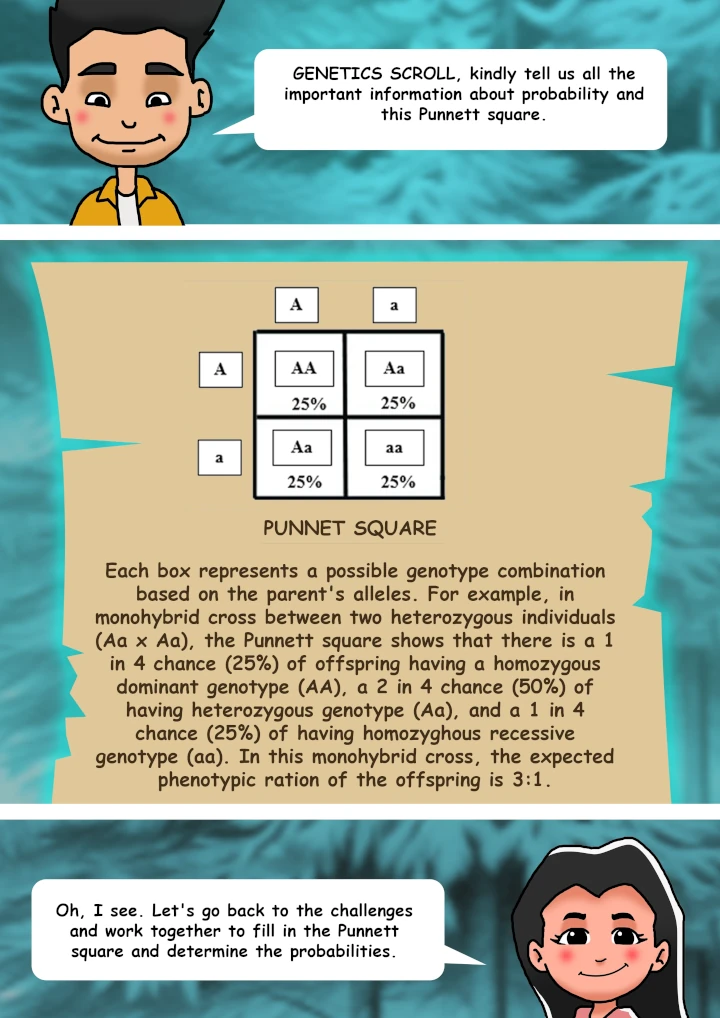 GENETICS SCROLL, kindly tell us all the
important information about probability and
this Punnett square.
A a
A AA Aa
25% 25%
a Aa aa
25% 25%
PUNNET SQUARE
Each box represents a possible genotype combination
based on the parent's alleles. For example, in
monohybrid cross between two heterozygous individuals
(Aa x Aa), the Punnett square shows that there is a 1
in 4 chance (25%) of offspring having a homozygous
dominant genotype (AA), a 2 in 4 chance (50%) of
having heterozygous genotype (Aa), and a 1 in 4
chance (25%) of having homozyghous recessive
genotype (aa). In this monohybrid cross, the expected
phenotypic ration of the offspring is 3:1.
Oh, I see. Let's go back to the challenges
and work together to fill in the Punnett
square and determine the probabilities.